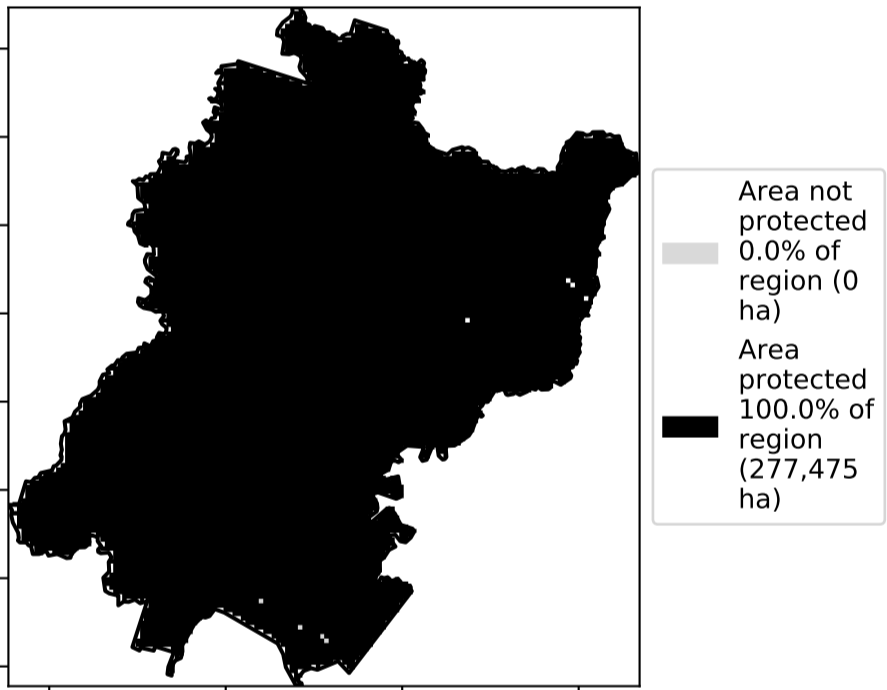 Area not
protected
0.0% of
region (0
ha)
Area
protected
100.0% of
region
(277,475
ha)